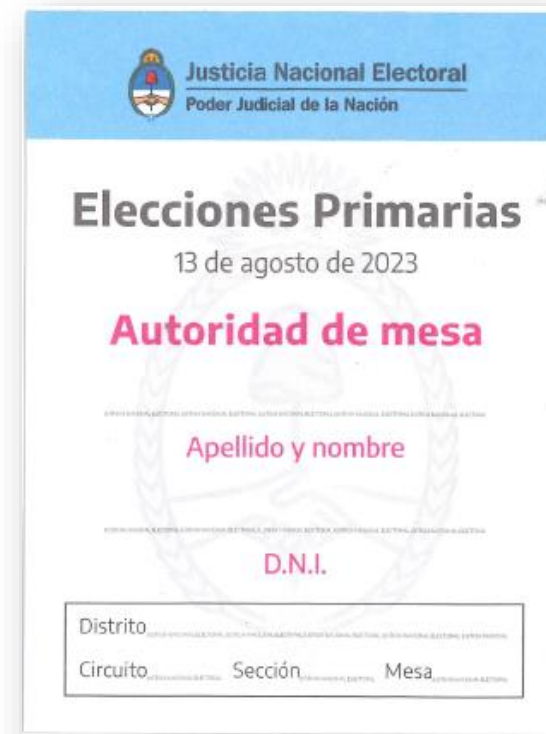 Justicia Nacional Electoral
Poder Judicial de la Nación
Elecciones Primarias
13 de agosto de 2023
Autoridad de mesa
Apellido y nombre
D.N.I.
Distrito
Circuito Sección Mesa